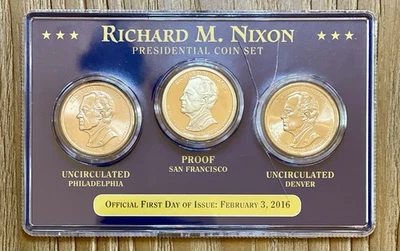 ★★★ RICHARD M. NIXON ★★★
PRESIDENTIAL COIN SET
UNCIRCULATED
PHILADELPHIA
PROOF
SAN FRANCISCO
UNCIRCULATED
DENVER
OFFICIAL FIRST DAY OF ISSUE: FEBRUARY 3, 2016